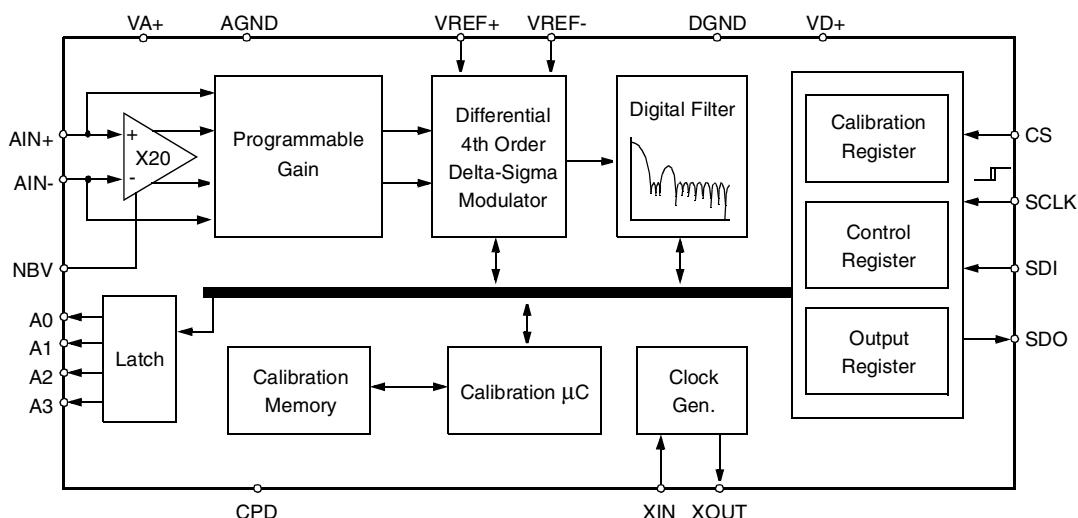 VA+
AGND
VREF+
VREF-
DGND
VD+
AIN+
AIN-
NBV
+
X20
-
Programmable
Gain
Differential
4th Order
Delta-Sigma
Modulator
Digital Filter
Calibration
Register
Control
Register
Output
Register
CS
SCLK
SDI
SDO
A0
A1
A2
A3
Latch
Calibration
Memory
Calibration μC
Clock
Gen.
CPD
XIN
XOUT